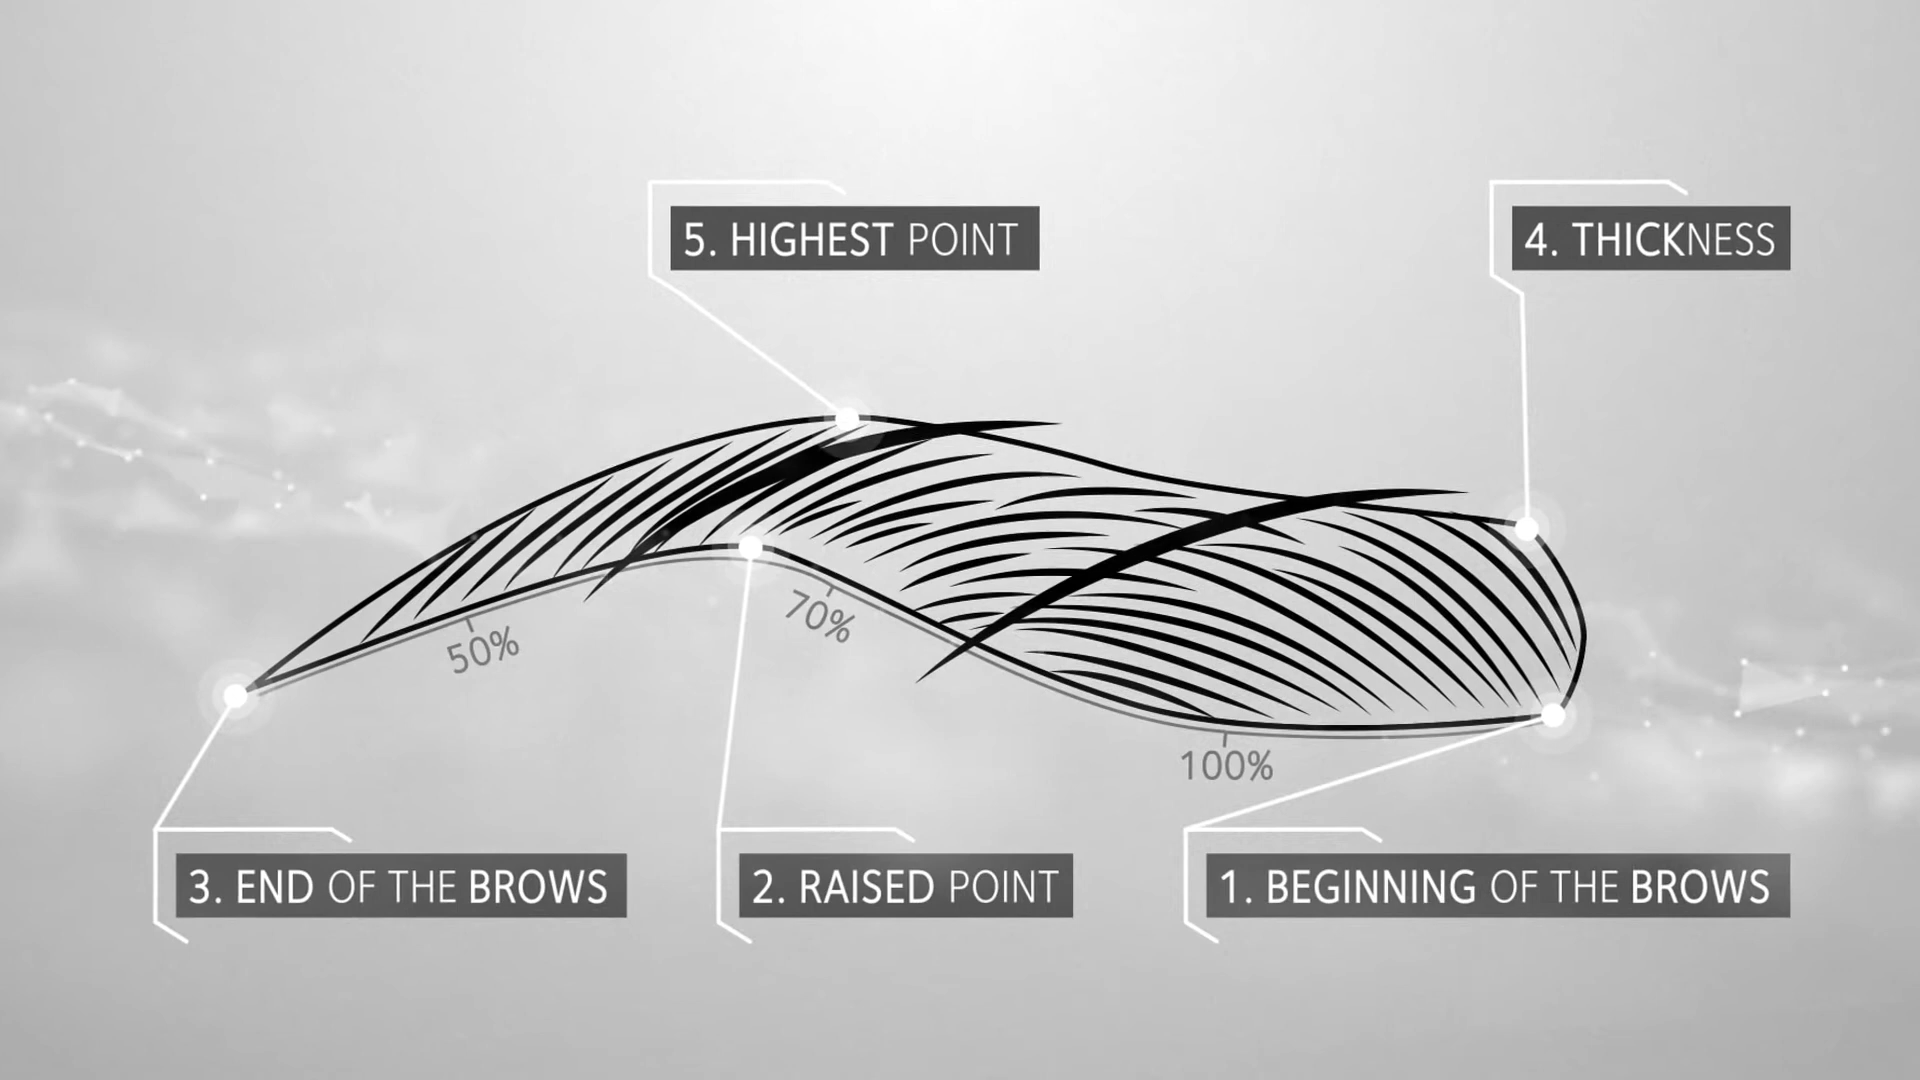 5. HIGHEST POINT
4. THICKNESS
50%
70%
100%
3. END OF THE BROWS
2. RAISED POINT
1. BEGINNING OF THE BROWS